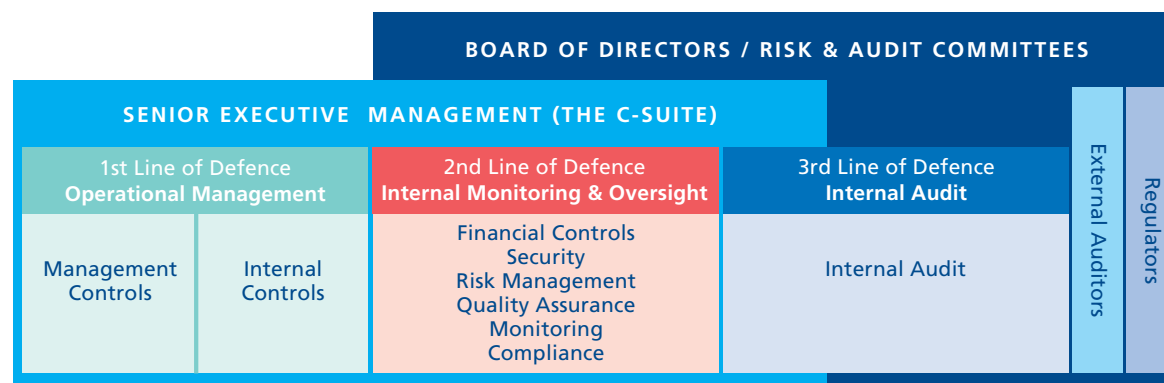 BOARD OF DIRECTORS / RISK & AUDIT COMMITTEES
SENIOR EXECUTIVE MANAGEMENT (THE C-SUITE)
1st Line of Defence
Operational Management
Management
Controls
Internal
Controls
2nd Line of Defence
Internal Monitoring & Oversight
Financial Controls
Security
Risk Management
Quality Assurance
Monitoring
Compliance
3rd Line of Defence
Internal Audit
Internal Audit
External Auditors
Regulators